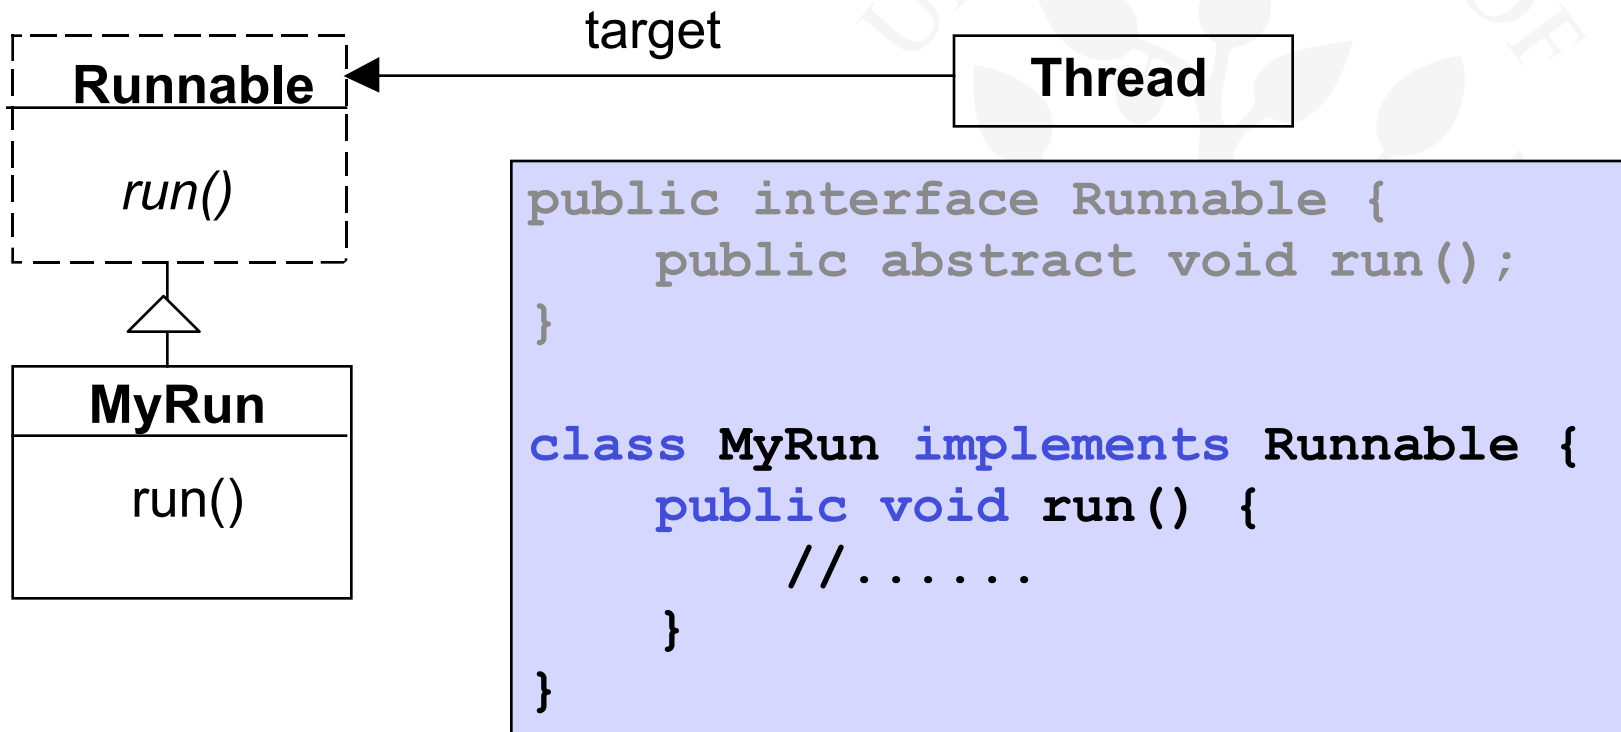 target
Runnable
Thread
run()
MyRun
run()
public interface Runnable {
    public abstract void run();
}
class MyRun implements Runnable {
    public void run() {
        //......
    }
}